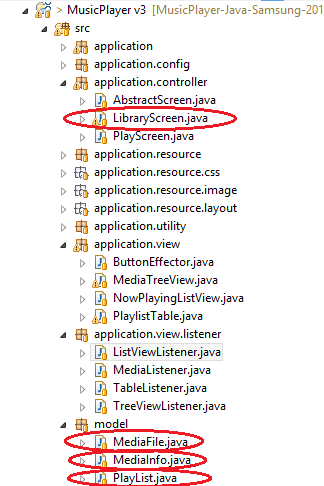 > MusicPlayer v3 [MusicPlayer-Java-Samsung-201
src
application
application.config
application.controller
AbstractScreen.java
LibraryScreen.java
PlayScreen.java
application.resource
application.resource.css
application.resource.image
application.resource.layout
application.utility
application.view
ButtonEffector.java
MediaTreeView.java
NowPlayingListView.java
PlaylistTable.java
application.view.listener
ListViewListener.java
MediaListener.java
TableListener.java
TreeViewListener.java
model
MediaFile.java
MediaInfo.java
PlayList.java